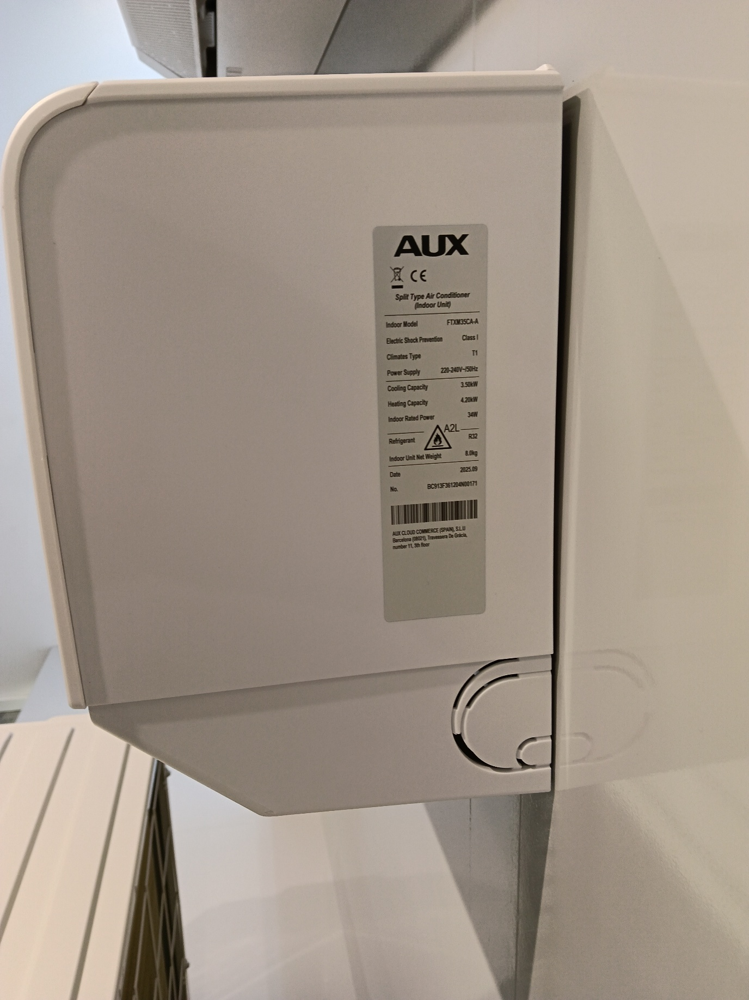 AUX
CE
Split Type Air Conditioner
(Indoor Unit)
Indoor Model FTXM35CA-A
Electric Shock Prevention Class I
Climates Type T1
Power Supply 220-240V~/50Hz
Cooling Capacity 3.50kW
Heating Capacity 4.20kW
Indoor Rated Power 34W
A2L
Refrigerant R32
Indoor Unit Net Weight 8.0kg
Date 2025.09
No. BC913F361204N00171
AUX CLOUD COMMERCE (SPAIN), S.L.U
Barcelona (08021), Travessera De Gràcia,
number 11, 5th floor